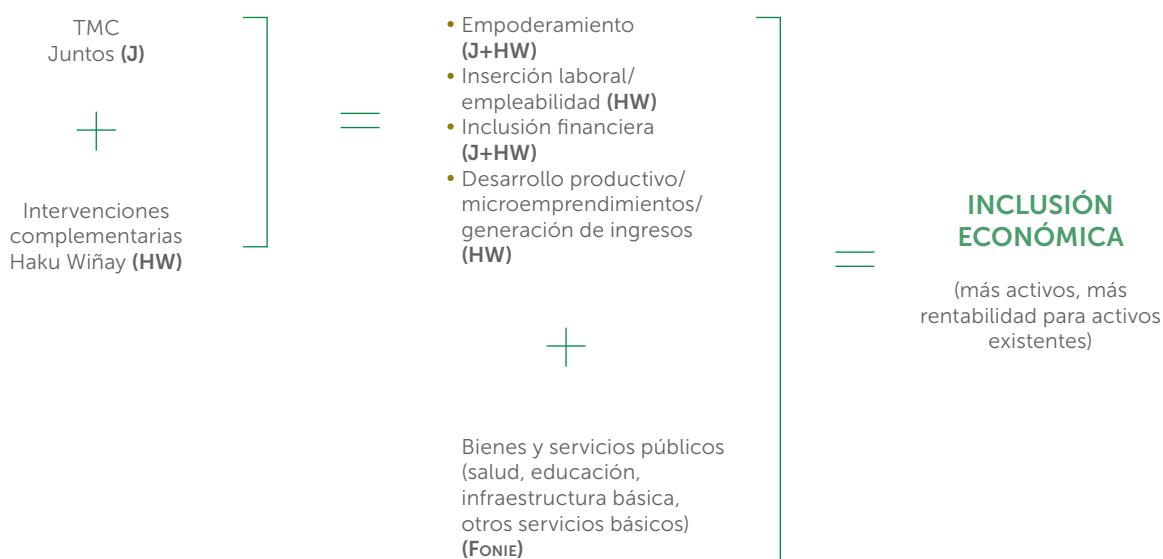 TMC
Juntos (J)
+
Intervenciones
complementarias
Haku Wiñay (HW)
=
• Empoderamiento
(J+HW)
• Inserción laboral/
empleabilidad (HW)
• Inclusión financiera
(J+HW)
• Desarrollo productivo/
microemprendimientos/
generación de ingresos
(HW)
+
Bienes y servicios públicos
(salud, educación,
infraestructura básica,
otros servicios básicos)
(FONIE)
=
INCLUSIÓN
ECONÓMICA
(más activos, más
rentabilidad para activos
existentes)